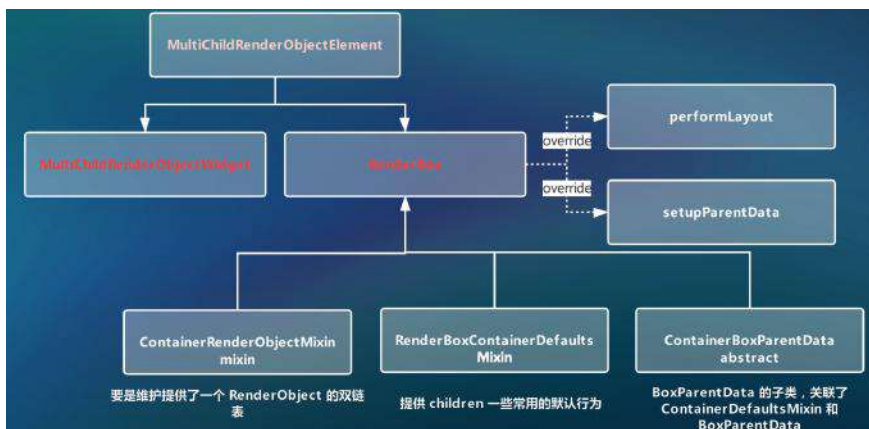 MultiChildRenderObjectElement
MultiChildRenderObjectWidget
RenderBox
override
override
performLayout
setupParentData
ContainerRenderObjectMixin
mixin
RenderBoxContainerDefaults
Mixin
ContainerBoxParentData
abstract
要是维护提供了一个 RenderObject 的双链
表
提供 children 一些常用的默认行为
BoxParentData 的子类，关联了
ContainerDefaultsMixin 和
BoxParentData